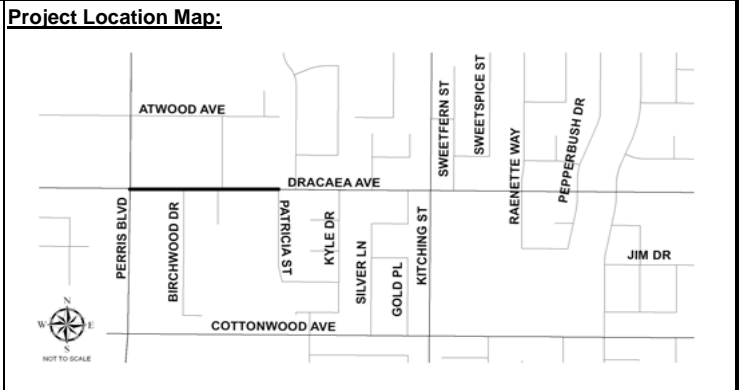 Project Location Map:
ATWOOD AVE
SWEETFERN ST
SWEETSPICE ST
RAENETTE WAY
PEPPERBUSH DR
DRACAEA AVE
PERRIS BLVD
BIRCHWOOD DR
PATRICIA ST
KYLE DR
SILVER LN
GOLD PL
KITCHING ST
JIM DR
COTTONWOOD AVE
N
W E
S
NOT TO SCALE